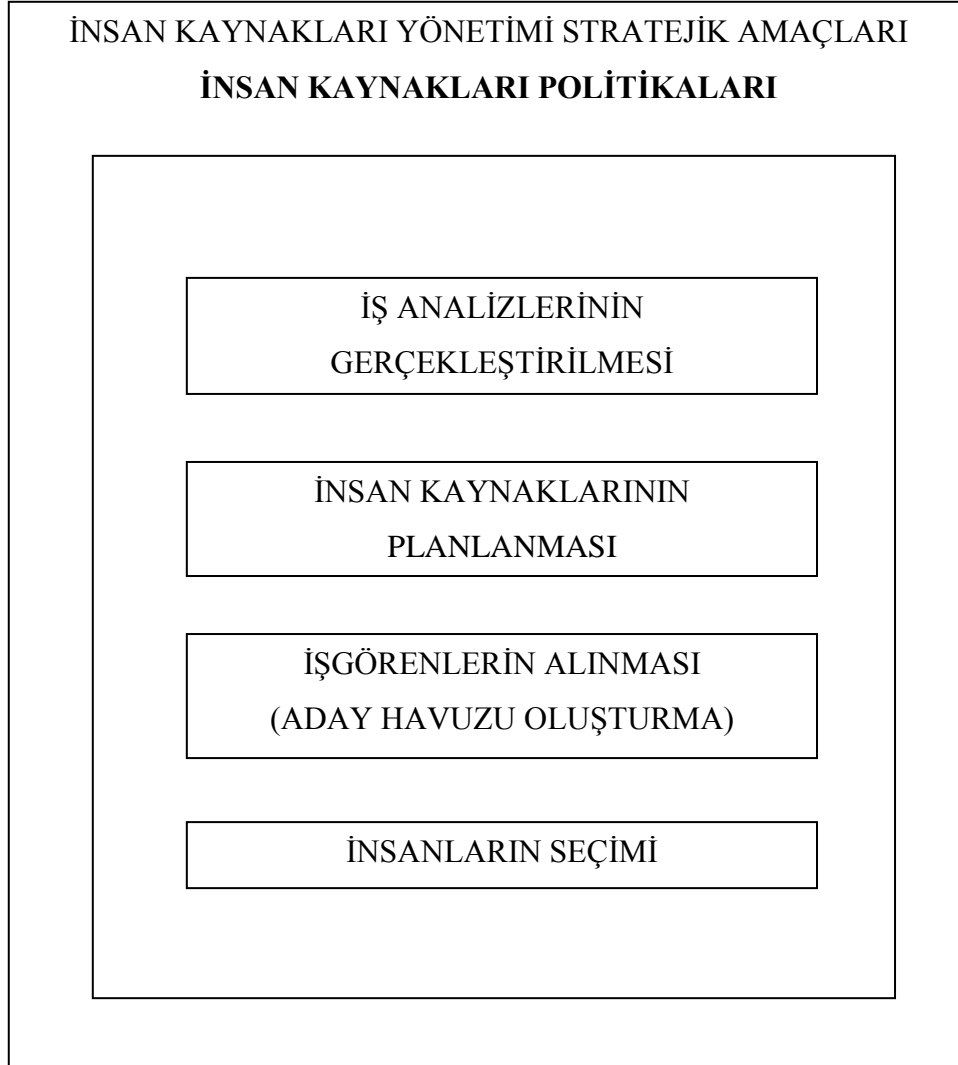 İNSAN KAYNAKLARI YÖNETİMİ STRATEJİK AMAÇLARI
İNSAN KAYNAKLARI POLİTİKALARI
İŞ ANALİZLERİNİN
GERÇEKLEŞTİRİLMESİ
İNSAN KAYNAKLARININ
PLANLANMASI
İŞGÖRENLERİN ALINMASI
(ADAY HAVUZU OLUŞTURMA)
İNSANLARIN SEÇİMİ